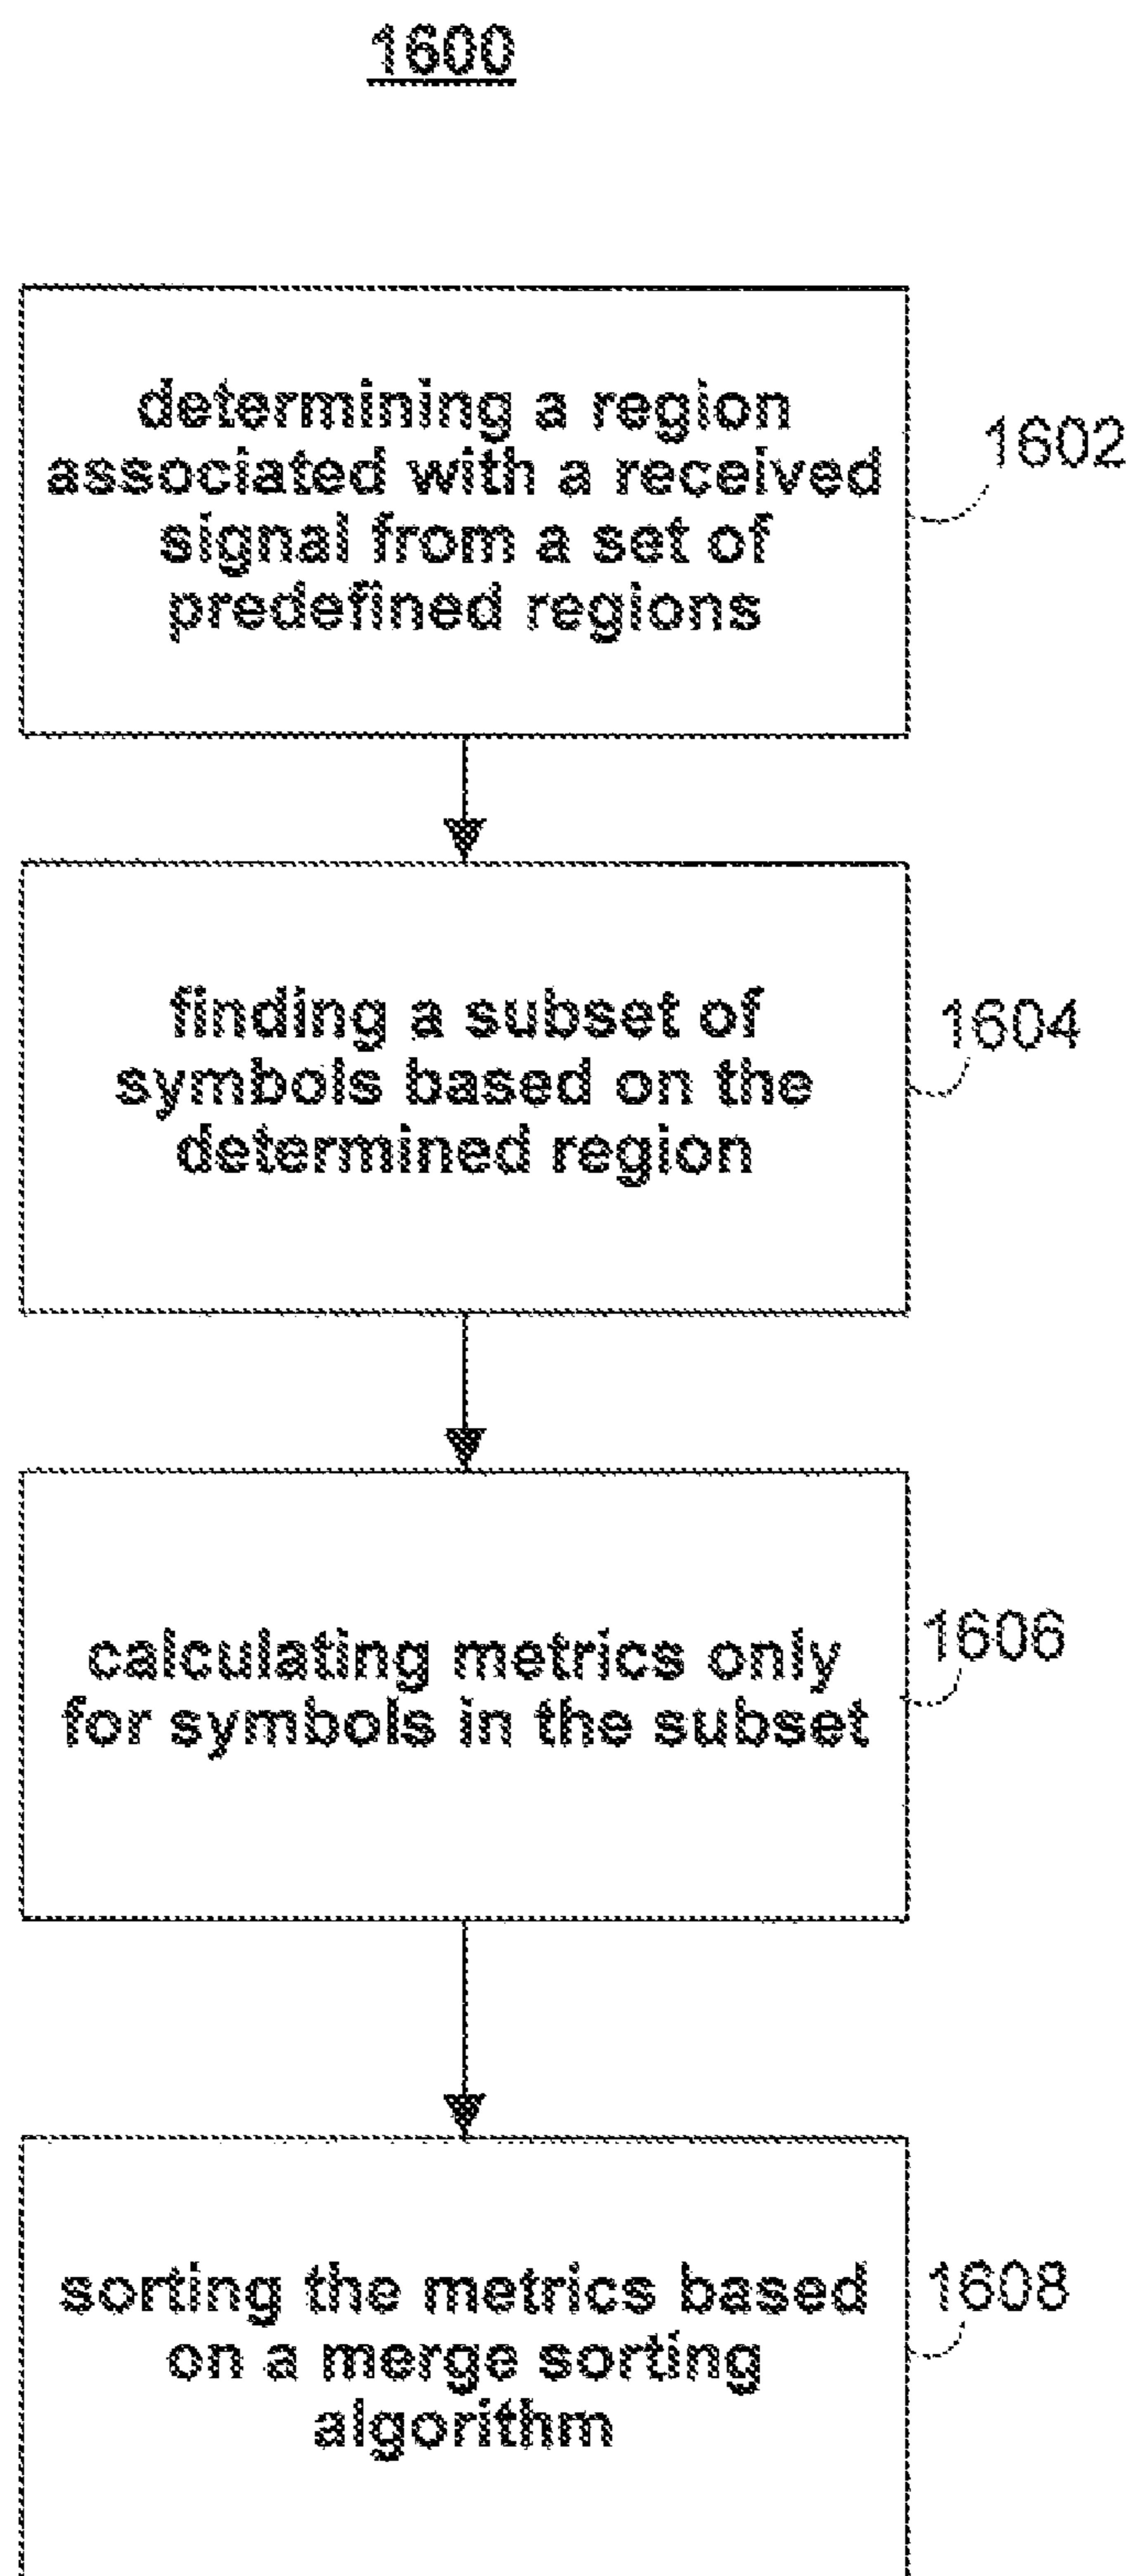 1600
determining a region
associated with a received
signal from a set of
predefined regions
1602
finding a subset of
symbols based on the
determined region
1604
calculating metrics only
for symbols in the subset
1606
sorting the metrics based
on a merge sorting
algorithm
1608